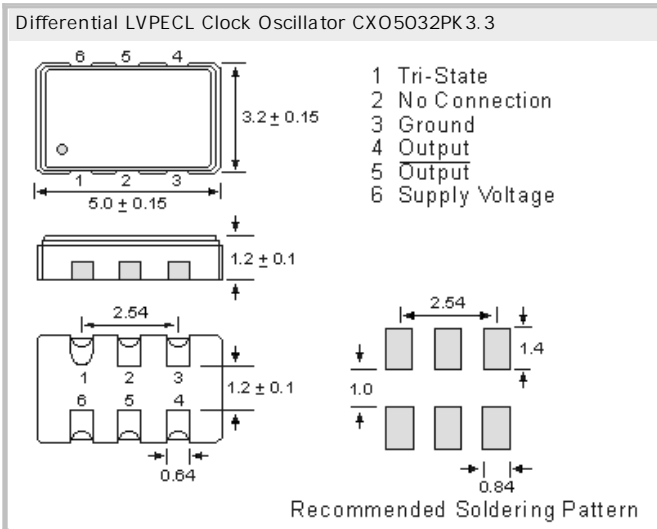 Differential LVPECL Clock Oscillator CXO5032PK3.3
6 5 4
3.2 ± 0.15
1 2 3
5.0 ± 0.15
1 Tri-State
2 No Connection
3 Ground
4 Output
5 Output
6 Supply Voltage
1.2 ± 0.1
2.54
1 2 3
6 5 4
1.2 ± 0.1
0.64
2.54
1.4
1.0
0.84
Recommended Soldering Pattern